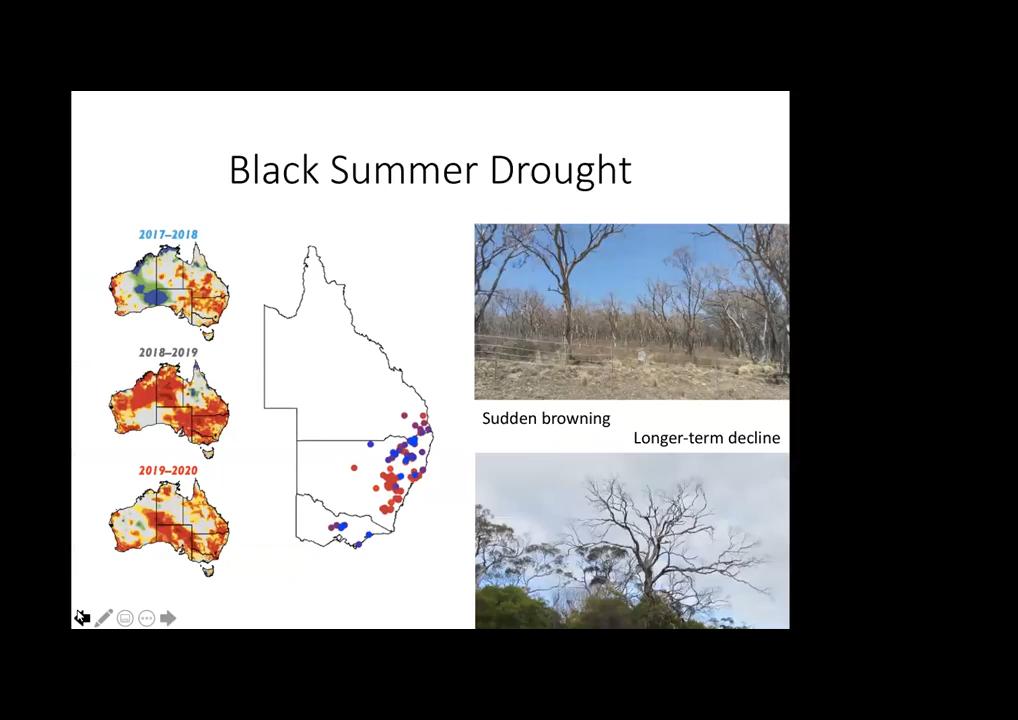 Black Summer Drought
2017–2018
2018–2019
2019–2020
Sudden browning
Longer-term decline